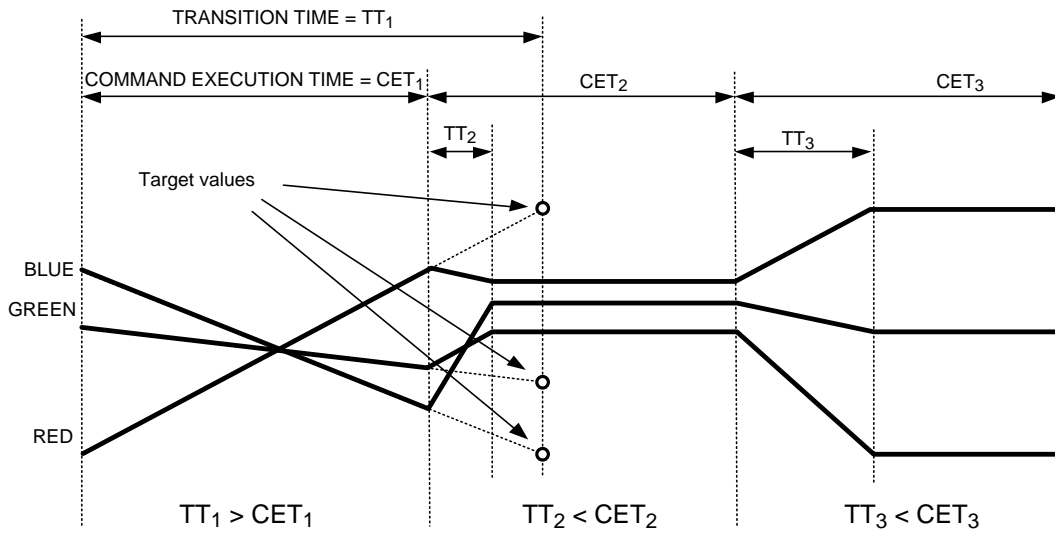 TRANSITION TIME = TT1
COMMAND EXECUTION TIME = CET1
CET2
CET3
TT2
TT3
Target values
BLUE
GREEN
RED
TT1 > CET1
TT2 < CET2
TT3 < CET3